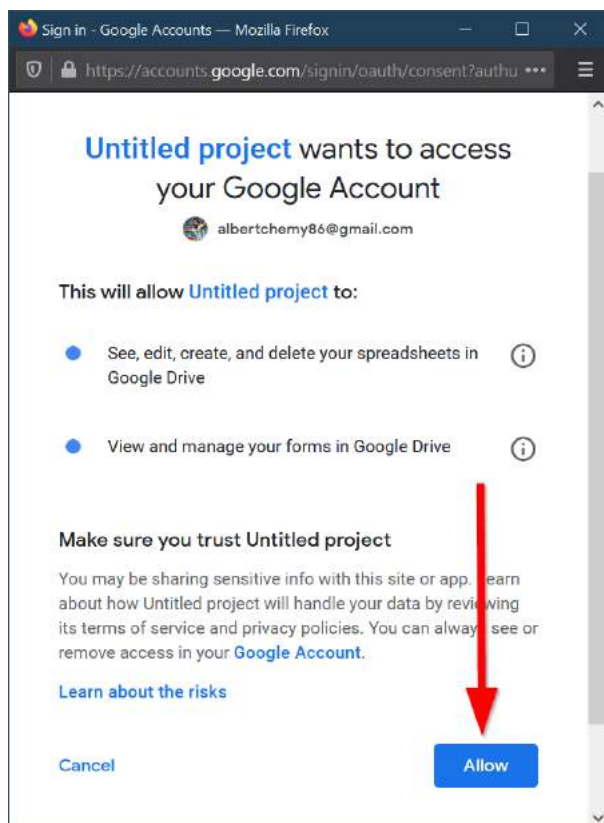 Sign in - Google Accounts — Mozilla Firefox
https://accounts.google.com/signin/oauth/consent?authu
Untitled project wants to access
your Google Account
albertchemy86@gmail.com
This will allow Untitled project to:
See, edit, create, and delete your spreadsheets in
Google Drive
View and manage your forms in Google Drive
Make sure you trust Untitled project
You may be sharing sensitive info with this site or app. Learn
about how Untitled project will handle your data by reviewing
its terms of service and privacy policies. You can always see or
remove access in your Google Account.
Learn about the risks
Cancel
Allow